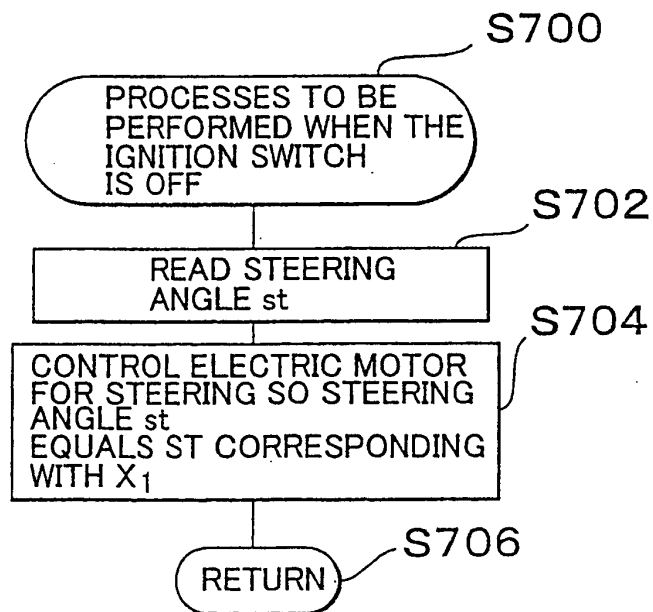 S700
PROCESSES TO BE
PERFORMED WHEN THE
IGNITION SWITCH
IS OFF
S702
READ STEERING
ANGLE st
S704
CONTROL ELECTRIC MOTOR
FOR STEERING SO STEERING
ANGLE st
EQUALS ST CORRESPONDING
WITH X₁
S706
RETURN